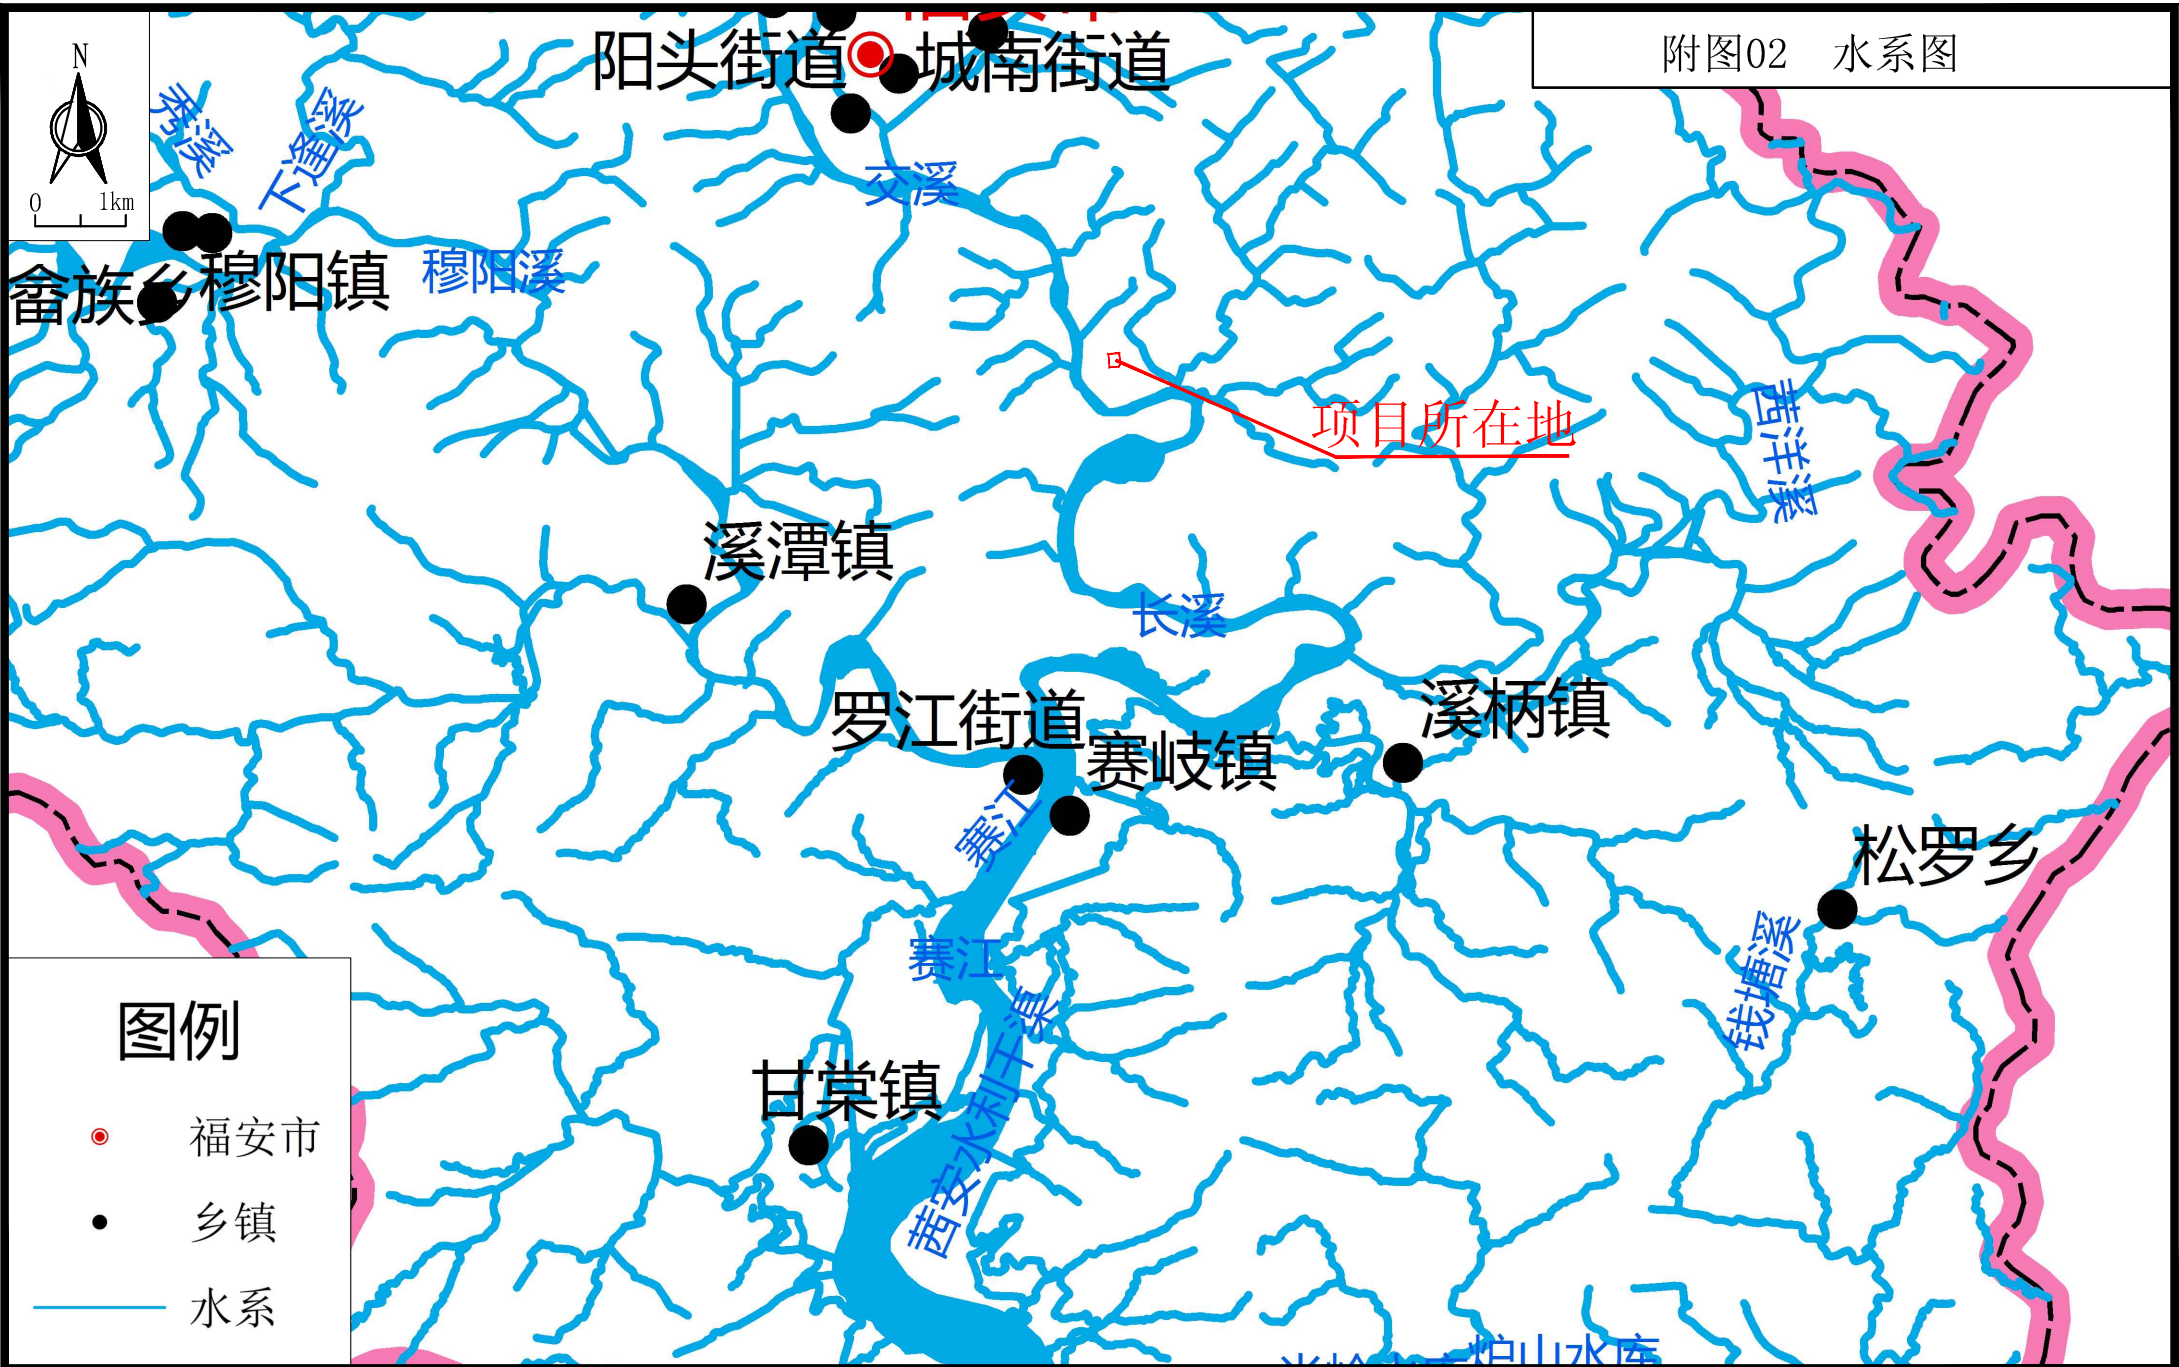 附图02 水系图
N
0 1km
阳头街道
城南街道
秀溪
下逢溪
交溪
穆阳镇
穆阳溪
畲族乡
项目所在地
茜洋溪
溪潭镇
长溪
罗江街道
赛岐镇
溪柄镇
赛江
松罗乡
赛江
钱塘溪
茜安水利干渠
甘棠镇
图例
福安市
乡镇
水系